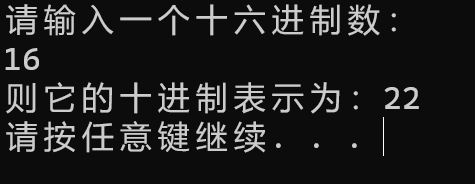 请输入一个十六进制数：
16
则它的十进制表示为：22
请按任意键继续. . .